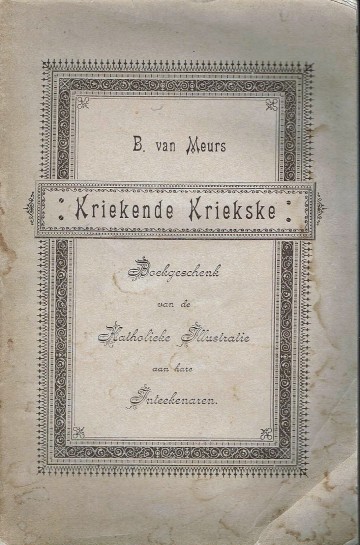 B. van Meurs
Kriekende Kriekske
Boekgeschenk
van de
Katholieke Illustratie
aan hare
Inteekenaren.